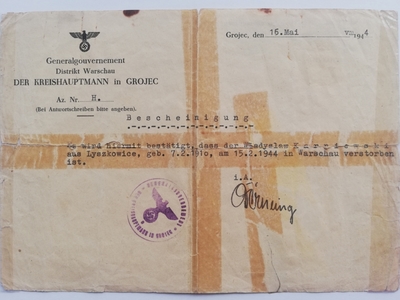 Generalgouvernement
Distrikt Warschau
DER KREISHAUPTMANN in GROJEC
Az. Nr. H.
(Bei Antwortschreiben bitte angeben).
Grojec, den 16.Mai 1944
Bescheinigung
Es wird hiermit bestätigt, dass der Wladyslaw
aus Lyszkowice, geb. 7.2.1910, am 15.2.1944 in Warschau verstorben
ist.
i.A.